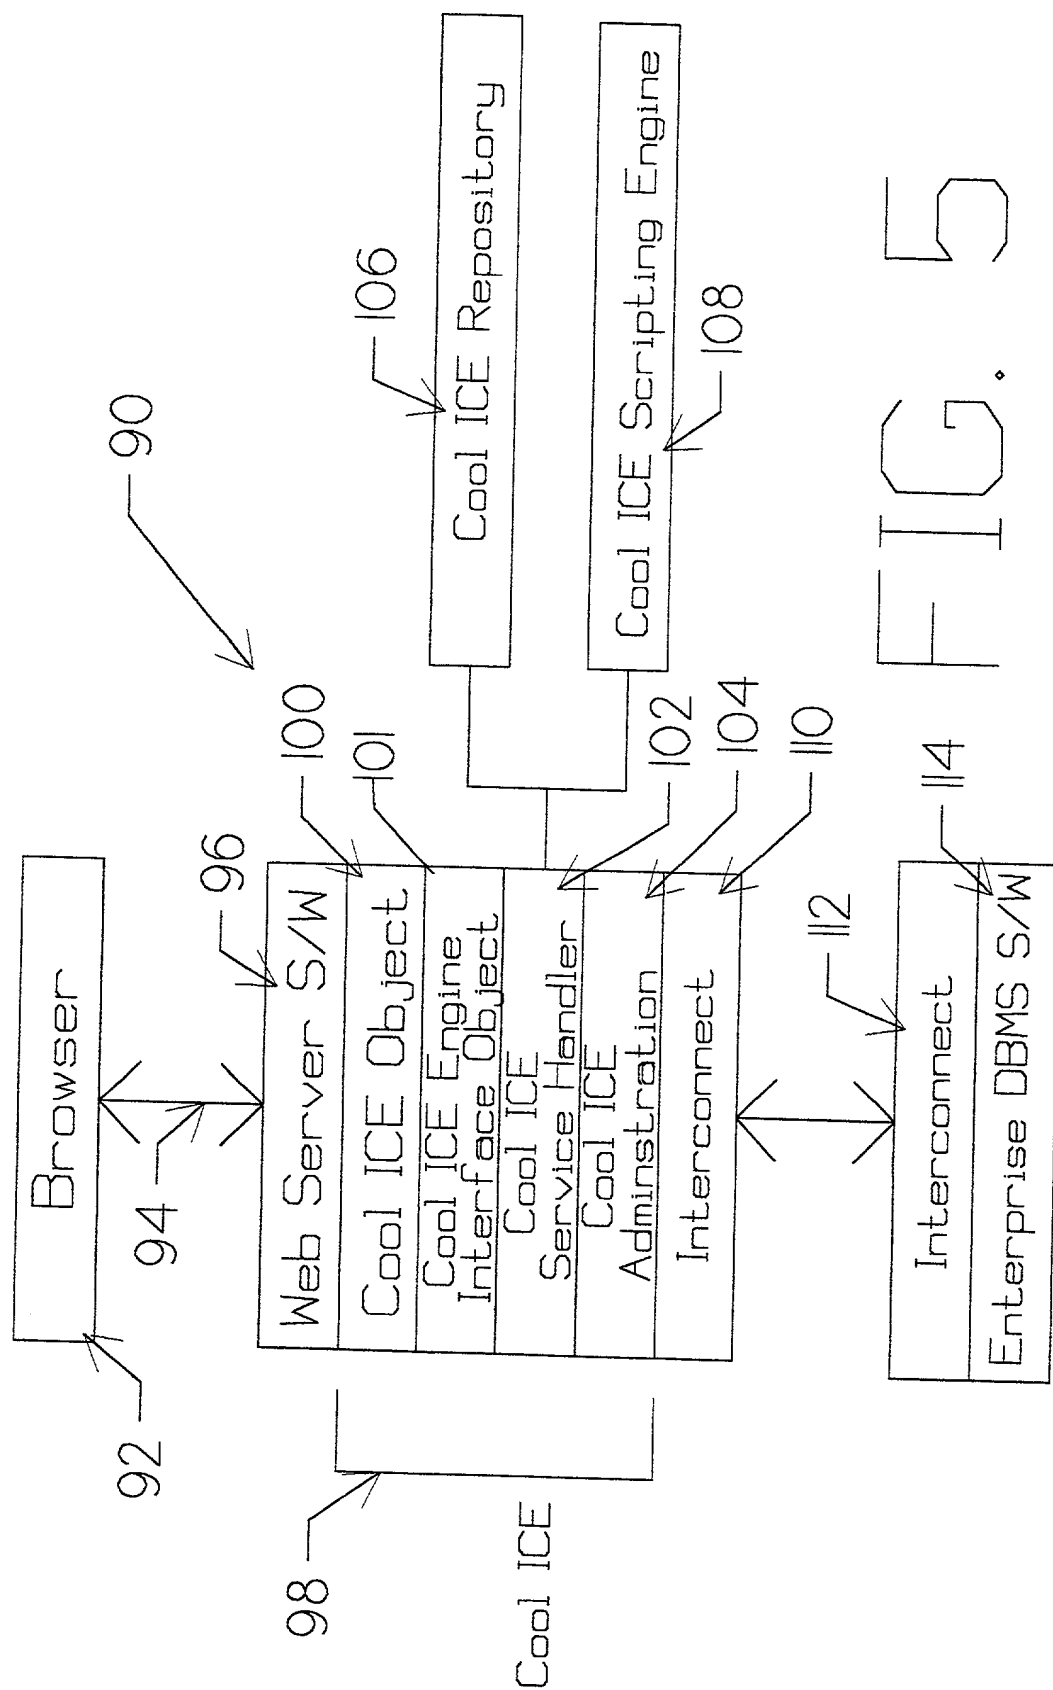 Browser
92
94
96
Web Server S/W
100
Cool ICE Object
101
Cool ICE Engine
Interface Object
102
Cool ICE
Service Handler
104
Cool ICE
Adminstration
110
Interconnect
98
Cool ICE
90
106
Cool ICE Repository
Cool ICE Scripting Engine
108
112
Interconnect
114
Enterprise DBMS S/W
FIG. 5